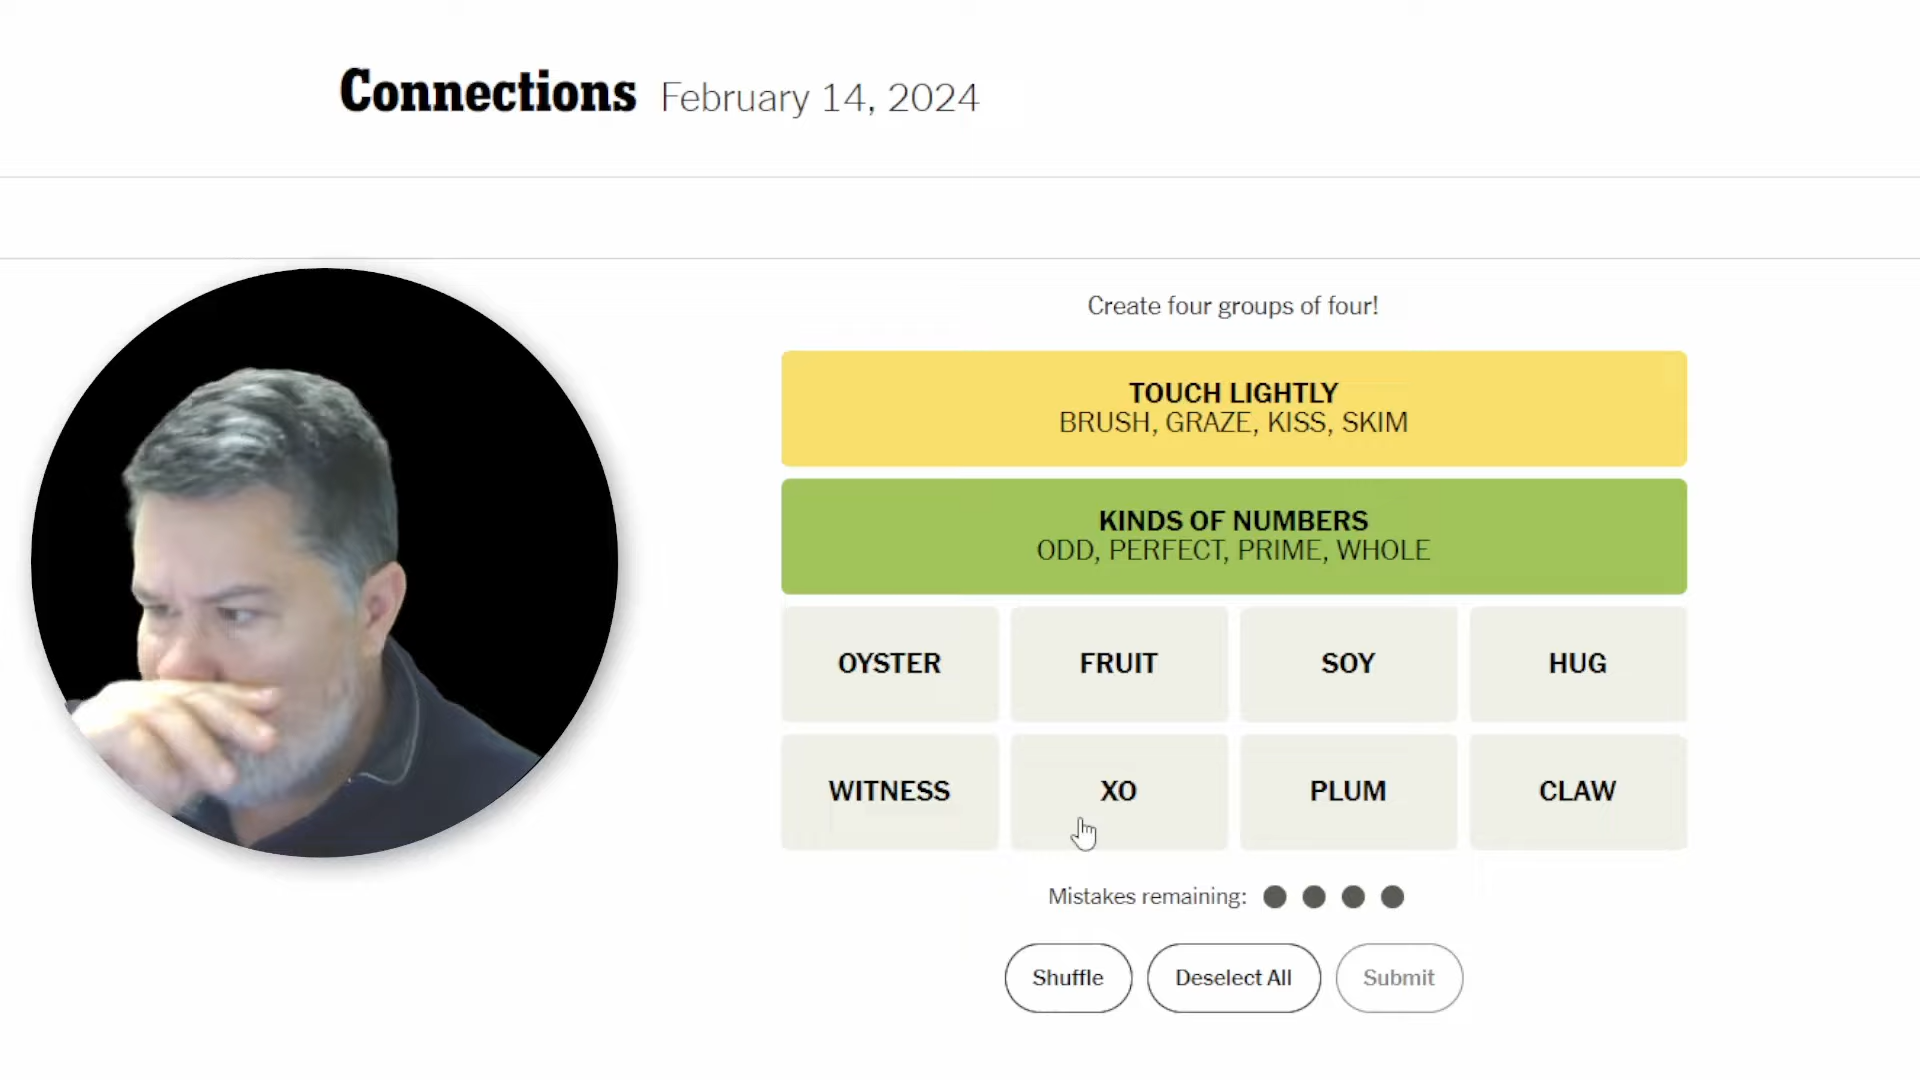 Connections February 14, 2024
Create four groups of four!
TOUCH LIGHTLY
BRUSH, GRAZE, KISS, SKIM
KINDS OF NUMBERS
ODD, PERFECT, PRIME, WHOLE
OYSTER FRUIT SOY HUG
WITNESS XO PLUM CLAW
Mistakes remaining:
Shuffle Deselect All Submit